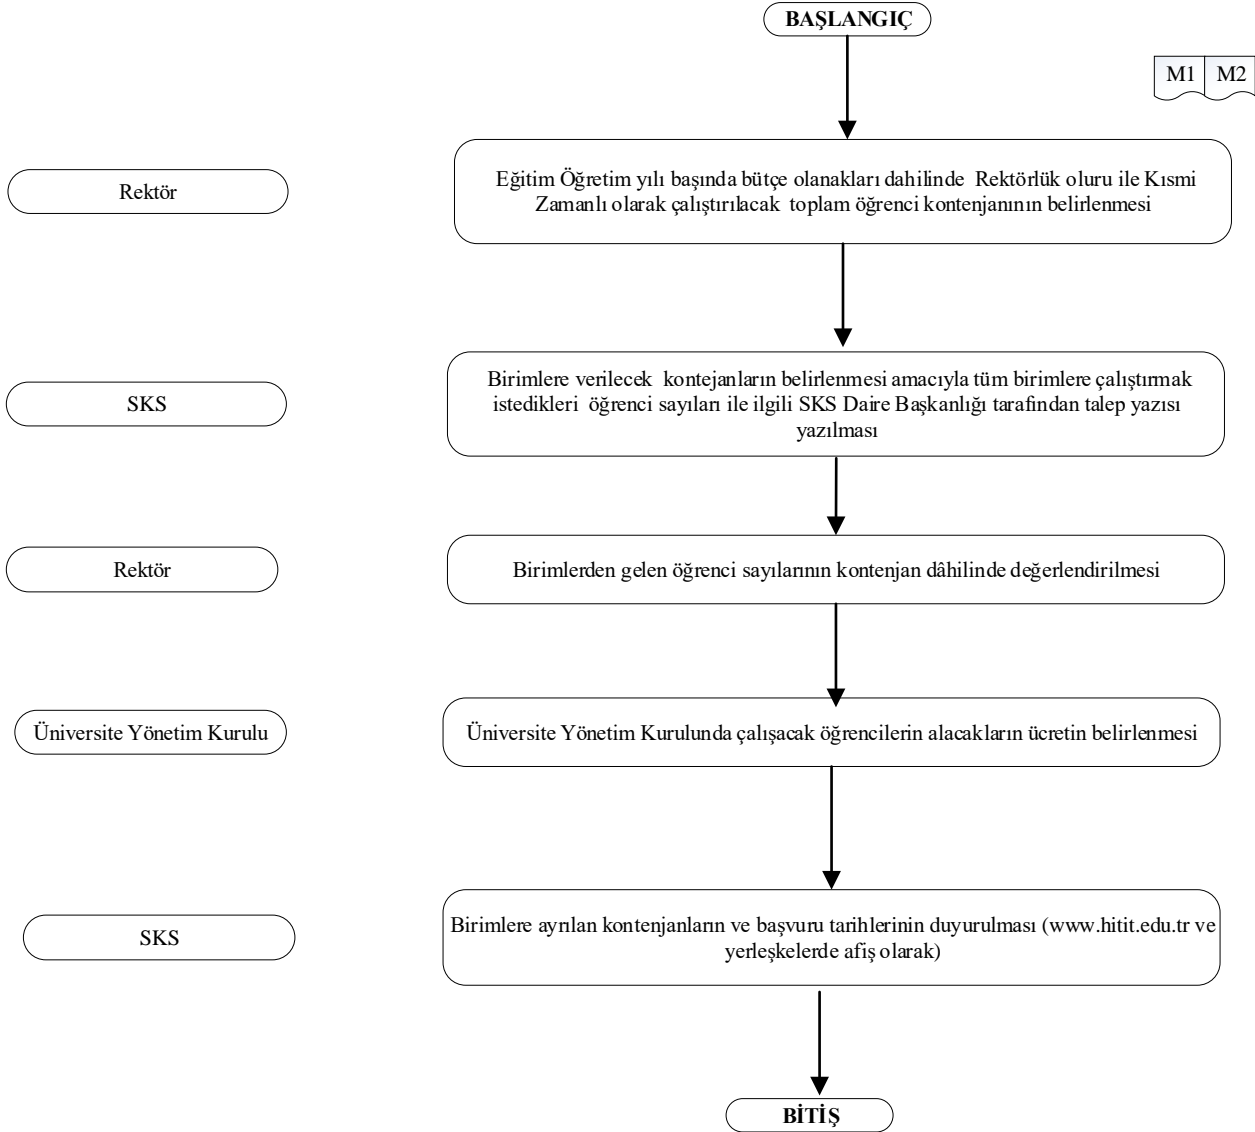 BAŞLANGIÇ
M1 M2
Rektör
Eğitim Öğretim yılı başında bütçe olanakları dahilinde Rektörlük oluru ile Kısmi
Zamanlı olarak çalıştırılacak toplam öğrenci kontenjanının belirlenmesi
SKS
Birimlere verilecek kontejanların belirlenmesi amacıyla tüm birimlere çalıştırmak
istedikleri öğrenci sayıları ile ilgili SKS Daire Başkanlığı tarafından talep yazısı
yazılması
Rektör
Birimlerden gelen öğrenci sayılarının kontenjan dâhilinde değerlendirilmesi
Üniversite Yönetim Kurulu
Üniversite Yönetim Kurulunda çalışacak öğrencilerin alacakların ücretin belirlenmesi
SKS
Birimlere ayrılan kontenjanların ve başvuru tarihlerinin duyurulması (www.hitit.edu.tr ve
yerleşkelerde afiş olarak)
BİTİŞ